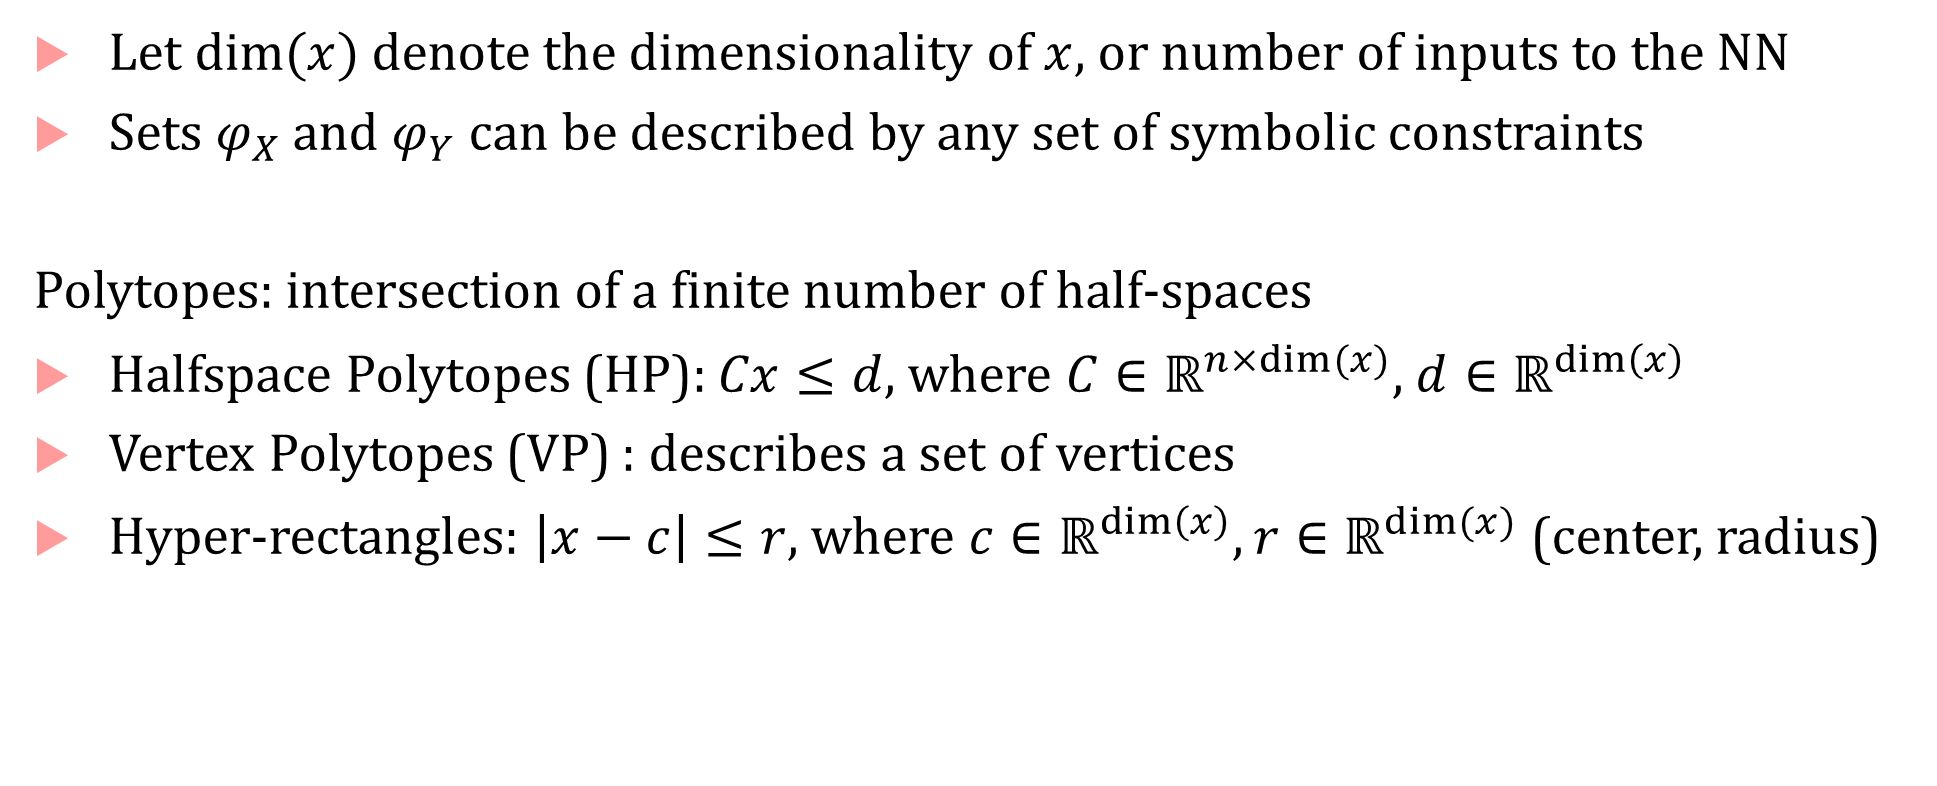 Let dim(𝑥) denote the dimensionality of 𝑥, or number of inputs to the NN
Sets 𝜑_𝑋 and 𝜑_𝑌 can be described by any set of symbolic constraints
Polytopes: intersection of a finite number of half-spaces
Halfspace Polytopes (HP): 𝐶𝑥 ≤ 𝑑, where 𝐶 ∈ ℝ^{𝑛×dim(𝑥)}, 𝑑 ∈ ℝ^{dim(𝑥)}
Vertex Polytopes (VP) : describes a set of vertices
Hyper-rectangles: |𝑥 − 𝑐| ≤ 𝑟, where 𝑐 ∈ ℝ^{dim(𝑥)}, 𝑟 ∈ ℝ^{dim(𝑥)} (center, radius)